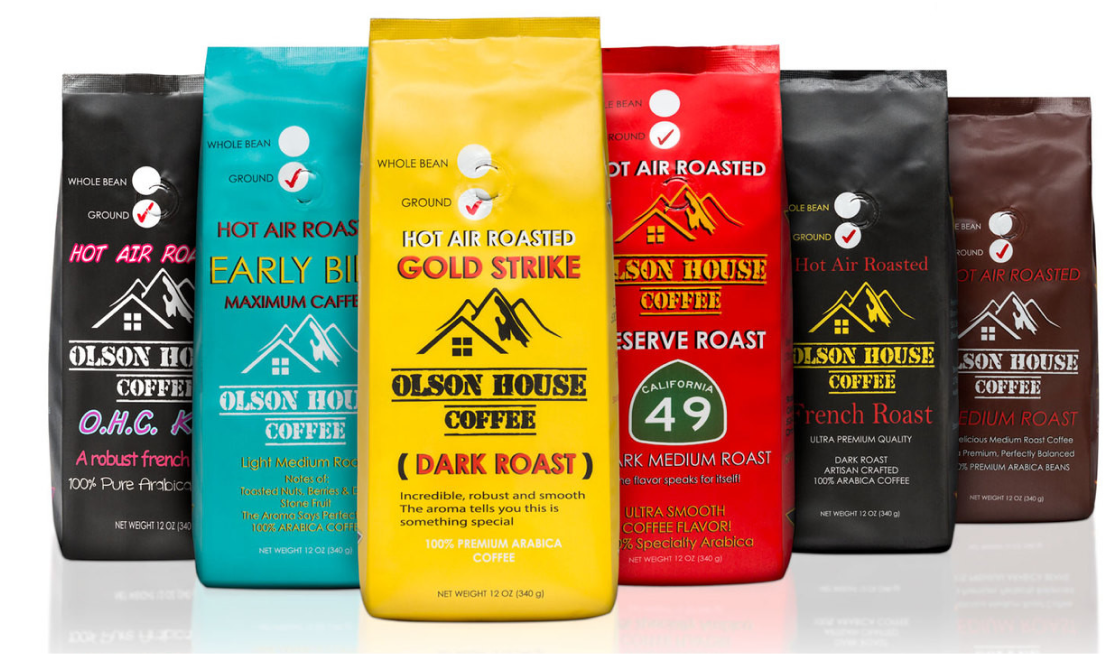 WHOLE BEAN
GROUND
HOT AIR ROA
OLSON HO
COFFEE
O.H.C. K
A robust french
100% Pure Arabica
NET WEIGHT 12 OZ (340
WHOLE BEAN
GROUND
HOT AIR ROAS
EARLY BI
MAXIMUM CAFFE
OLSON HOU
COFFEE
Light Medium Roa
Notes of:
Toasted Nuts, Berries & D
Stone Fruit
The Aroma Says Perfec
100% ARABICA COFFE
NET WEIGHT 12 OZ (340 g)
WHOLE BEAN
GROUND
HOT AIR ROASTED
GOLD STRIKE
OLSON HOUSE
COFFEE
( DARK ROAST )
Incredible, robust and smooth
The aroma tells you this is
something special
100% PREMIUM ARABICA
COFFEE
NET WEIGHT 12 OZ (340 g)
LE BEAN
ROUND
OT AIR ROASTED
LSON HOUSE
COFFEE
ESERVE ROAST
CALIFORNIA
49
ARK MEDIUM ROAST
he flavor speaks for itself!
ULTRA SMOOTH
COFFEE FLAVOR!
0% Specialty Arabica
NET WEIGHT 12 OZ (340 g)
OLE BEAN
GROUND
Hot Air Roasted
OLSON HOUSE
COFFEE
French Roast
ULTRA PREMIUM QUALITY
DARK ROAST
ARTISAN CRAFTED
100% ARABICA COFFEE
NET WEIGHT 12 OZ (340 g)
E BEAN
ROUND
OT AIR ROASTED
LSON HOUSE
COFFEE
EDIUM ROAST
elicious Medium Roast Coffee
a Premium, Perfectly Balanced
0% PREMIUM ARABICA BEANS
NET WEIGHT 12 OZ (340 g)